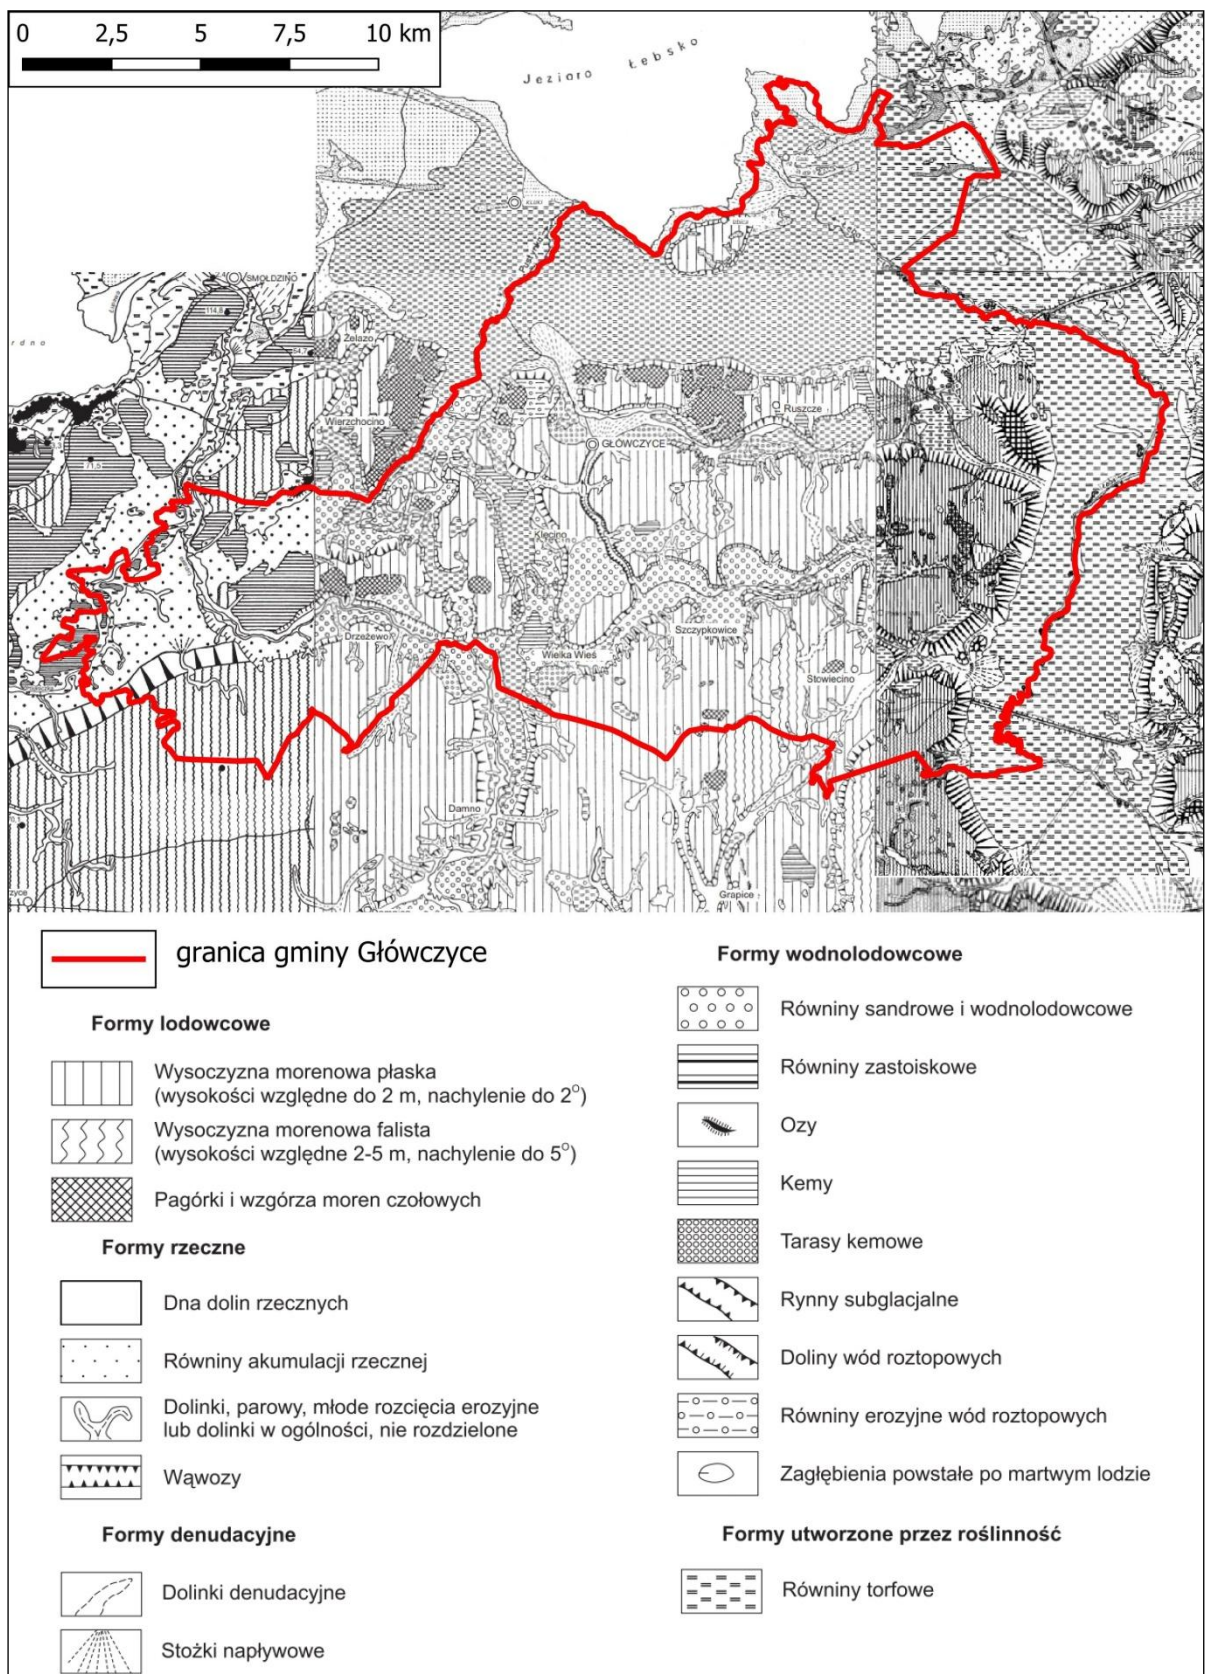 0 2,5 5 7,5 10 km
Jezioro Łebsko
KLUKI
SMOŁDZINO
114,8
Żelazo
Wierzchocino
Ruszcze
GŁÓWCZYCE
Klęcino
Drzeżewo
Szczypkowice
Wielka Wieś
Stowiecino
Damno
Grapice
granica gminy Główczyce
Formy lodowcowe
Wysoczyzna morenowa płaska
(wysokości względne do 2 m, nachylenie do 2°)
Wysoczyzna morenowa falista
(wysokości względne 2-5 m, nachylenie do 5°)
Pagórki i wzgórza moren czołowych
Formy rzeczne
Dna dolin rzecznych
Równiny akumulacji rzecznej
Dolinki, parowy, młode rozcięcia erozyjne
lub dolinki w ogólności, nie rozdzielone
Wąwozy
Formy denudacyjne
Dolinki denudacyjne
Stożki napływowe
Formy wodnolodowcowe
Równiny sandrowe i wodnolodowcowe
Równiny zastoiskowe
Ozy
Kemy
Tarasy kemowe
Rynny subglacjalne
Doliny wód roztopowych
Równiny erozyjne wód roztopowych
Zagłębienia powstałe po martwym lodzie
Formy utworzone przez roślinność
Równiny torfowe